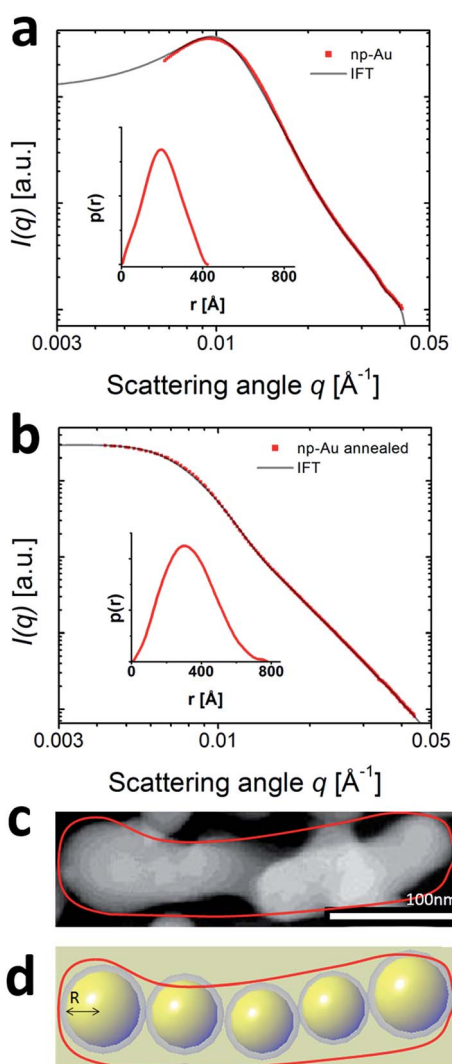 a
np-Au
IFT
I(q) [a.u.]
p(r)
0 400 800
r [Å]
0.003 0.01 0.05
Scattering angle q [Å⁻¹]
b
np-Au annealed
IFT
I(q) [a.u.]
p(r)
0 400 800
r [Å]
0.003 0.01 0.05
Scattering angle q [Å⁻¹]
c
100nm
d
R